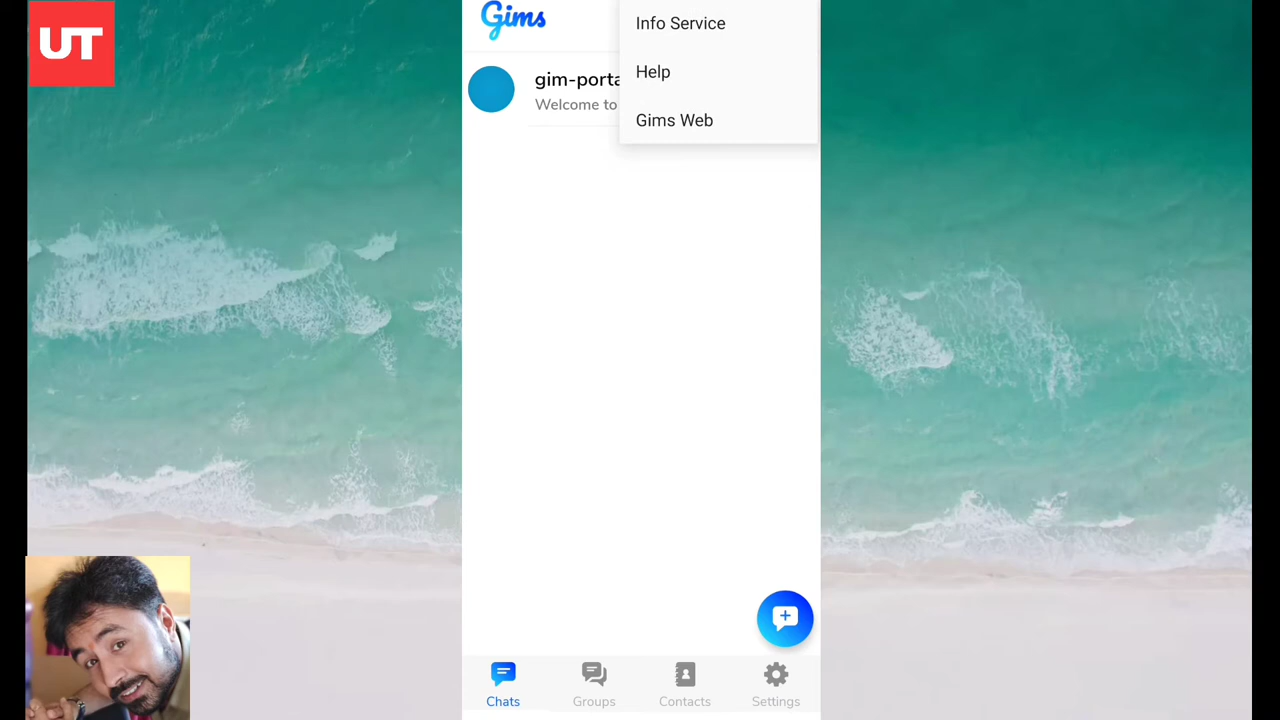 UT
Gims
Info Service
Help
Gims Web
gim-porta
Welcome to
Chats
Groups
Contacts
Settings